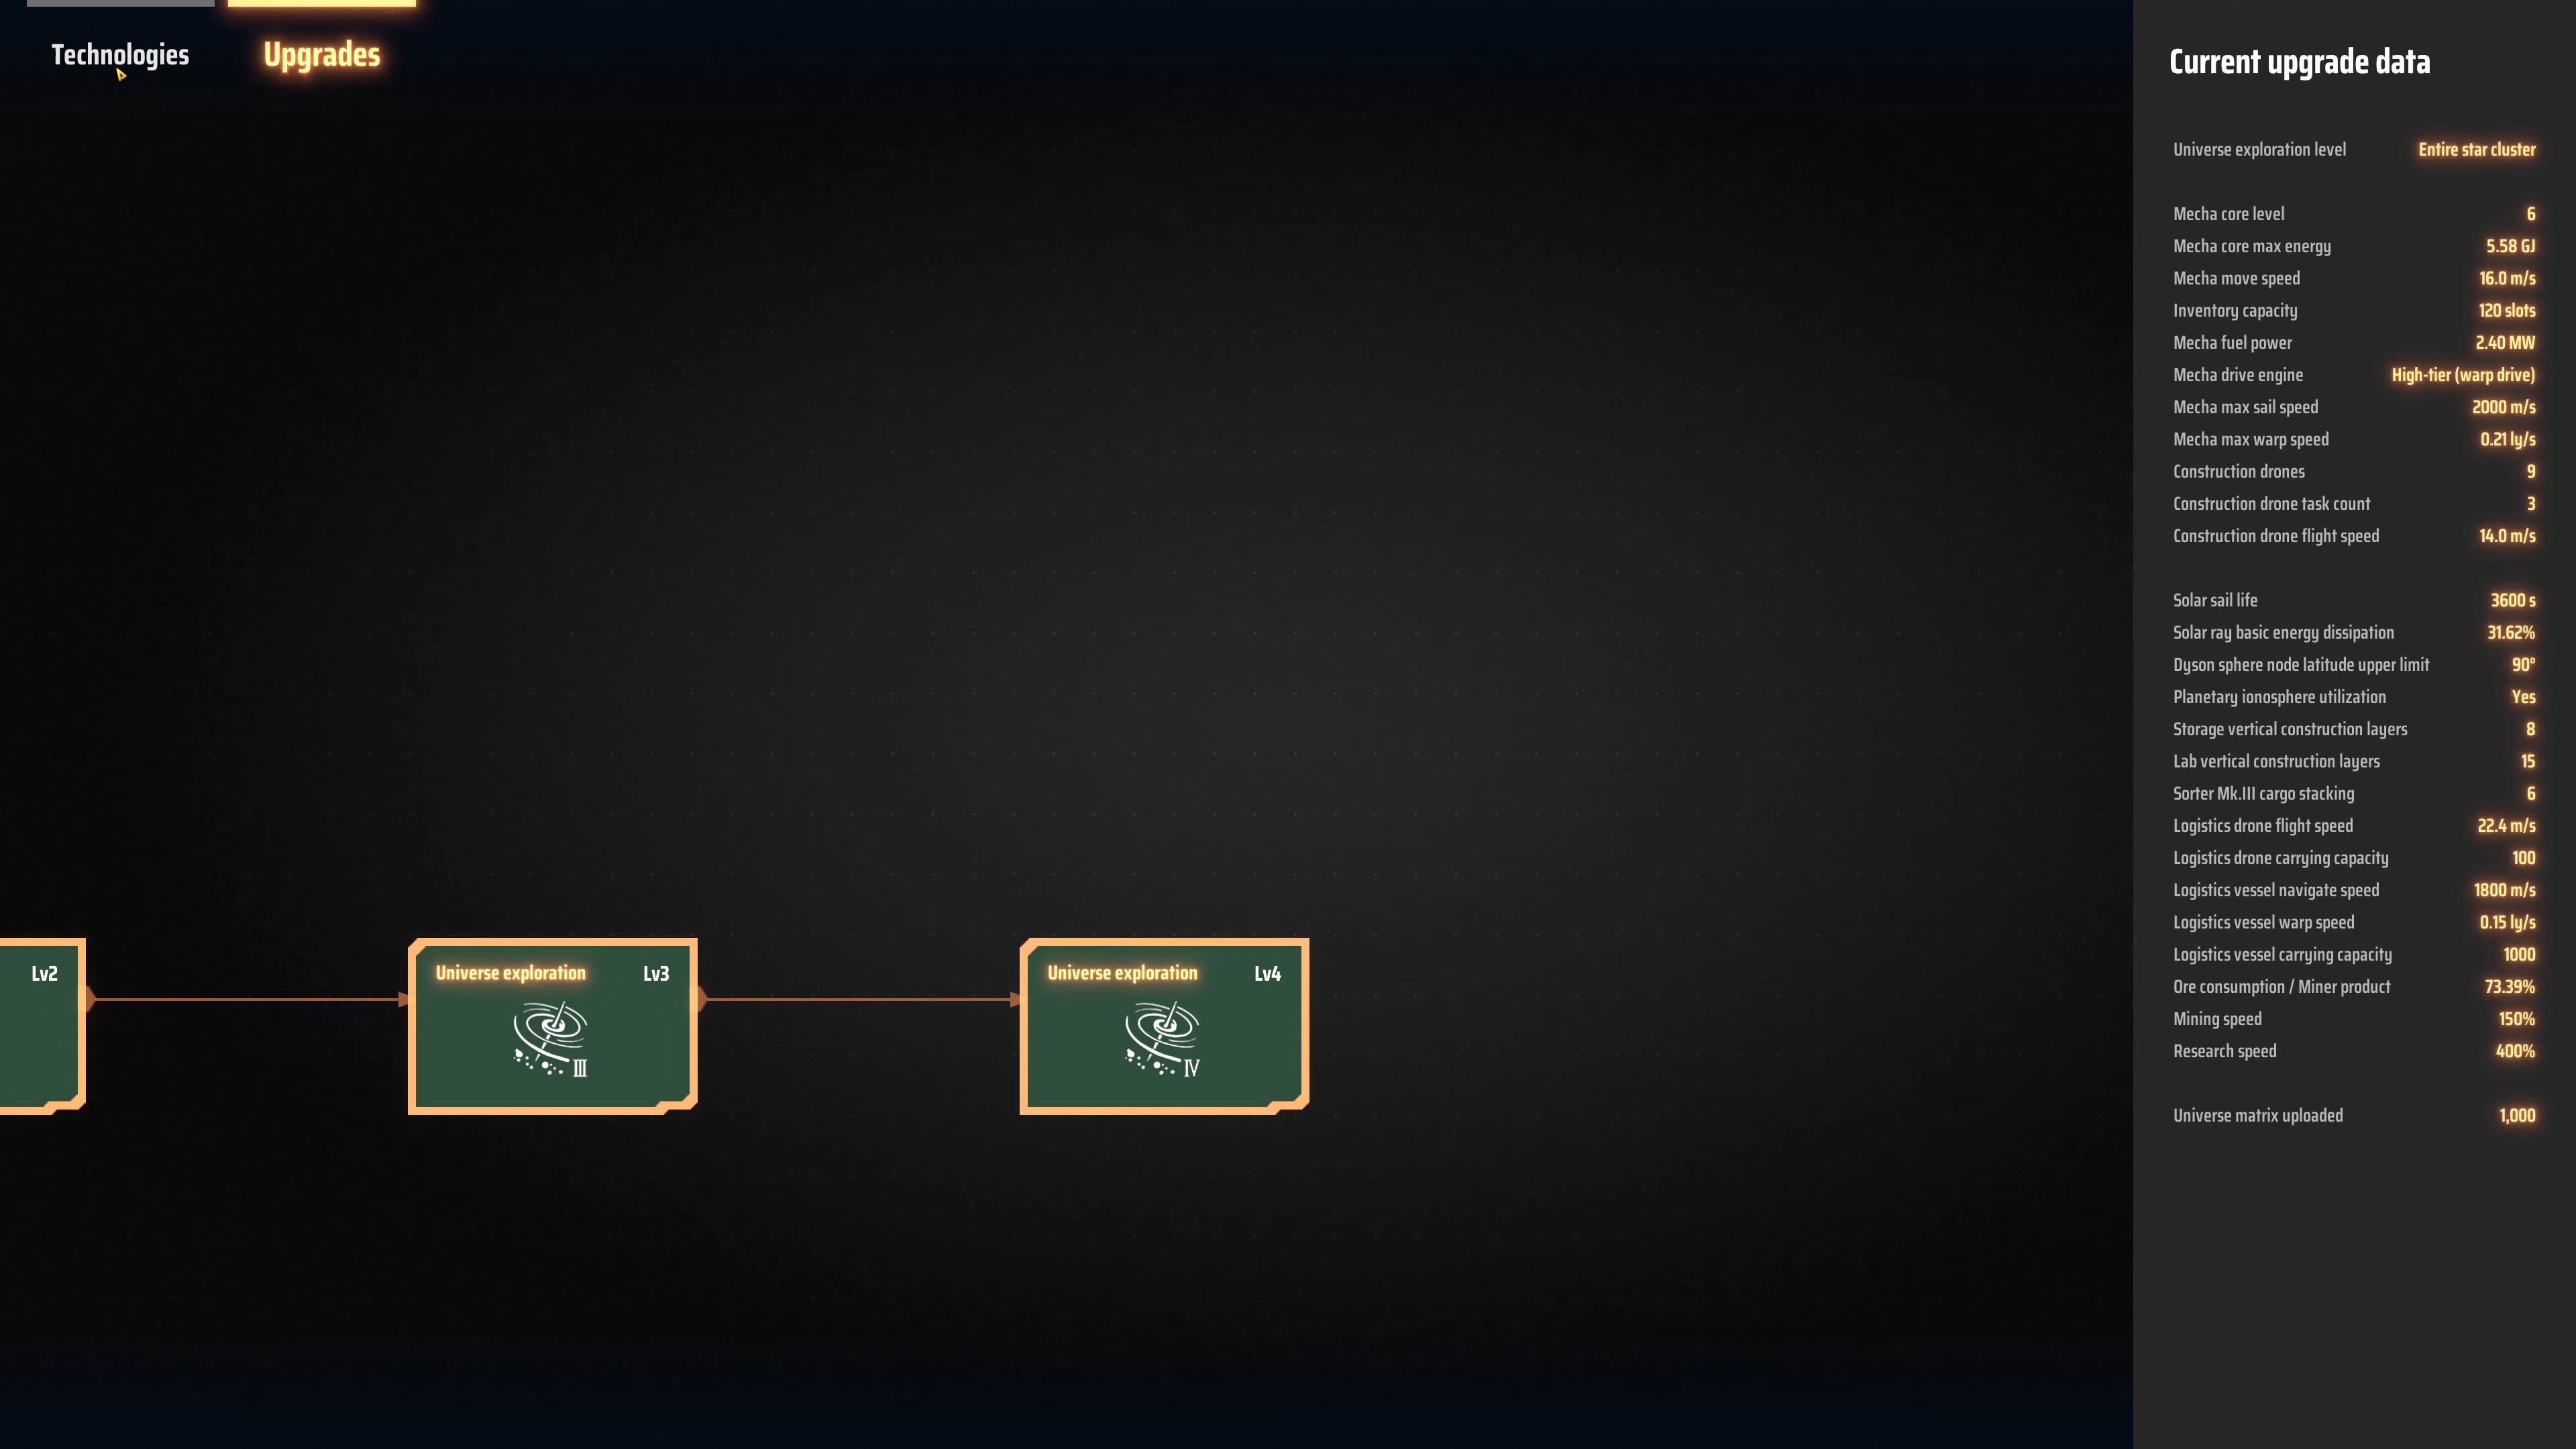 Technologies
Upgrades
Current upgrade data
Universe exploration level Entire star cluster
Mecha core level 6
Mecha core max energy 5.58 GJ
Mecha move speed 16.0 m/s
Inventory capacity 120 slots
Mecha fuel power 2.40 MW
Mecha drive engine High-tier (warp drive)
Mecha max sail speed 2000 m/s
Mecha max warp speed 0.21 ly/s
Construction drones 9
Construction drone task count 3
Construction drone flight speed 14.0 m/s
Solar sail life 3600 s
Solar ray basic energy dissipation 31.62%
Dyson sphere node latitude upper limit 90°
Planetary ionosphere utilization Yes
Storage vertical construction layers 8
Lab vertical construction layers 15
Sorter Mk.III cargo stacking 6
Logistics drone flight speed 22.4 m/s
Logistics drone carrying capacity 100
Logistics vessel navigate speed 1800 m/s
Logistics vessel warp speed 0.15 ly/s
Logistics vessel carrying capacity 1000
Ore consumption / Miner product 73.39%
Mining speed 150%
Research speed 400%
Universe matrix uploaded 1,000
Lv2
Universe exploration Lv3
III
Universe exploration Lv4
IV